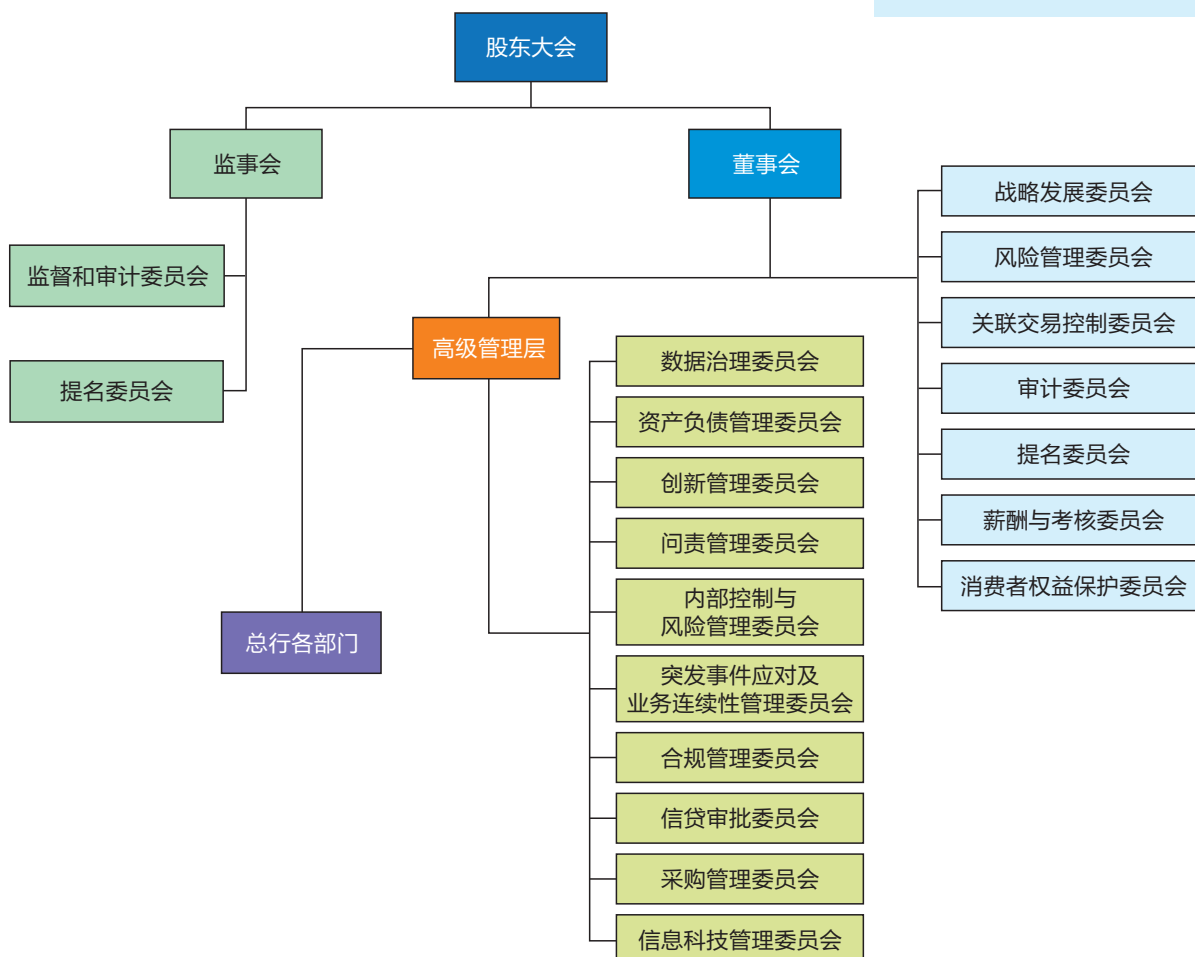 股东大会
监事会
董事会
监督和审计委员会
提名委员会
高级管理层
总行各部门
数据治理委员会
资产负债管理委员会
创新管理委员会
问责管理委员会
内部控制与
风险管理委员会
突发事件应对及
业务连续性管理委员会
合规管理委员会
信贷审批委员会
采购管理委员会
信息科技管理委员会
战略发展委员会
风险管理委员会
关联交易控制委员会
审计委员会
提名委员会
薪酬与考核委员会
消费者权益保护委员会